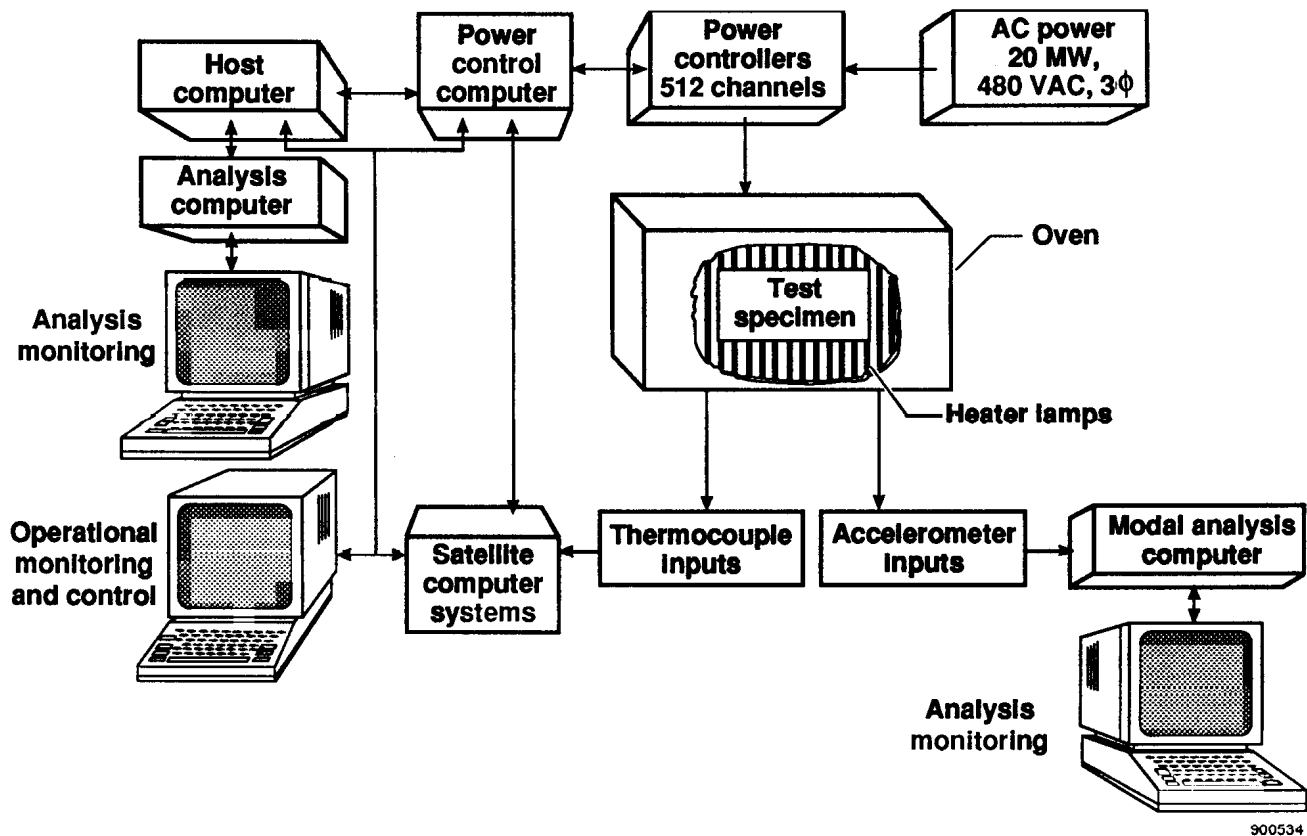 Host
computer
Power
control
computer
Power
controllers
512 channels
AC power
20 MW,
480 VAC, 3ϕ
Analysis
computer
Oven
Test
specimen
Analysis
monitoring
Heater lamps
Operational
monitoring
and control
Satellite
computer
systems
Thermocouple
inputs
Accelerometer
inputs
Modal analysis
computer
Analysis
monitoring
900534